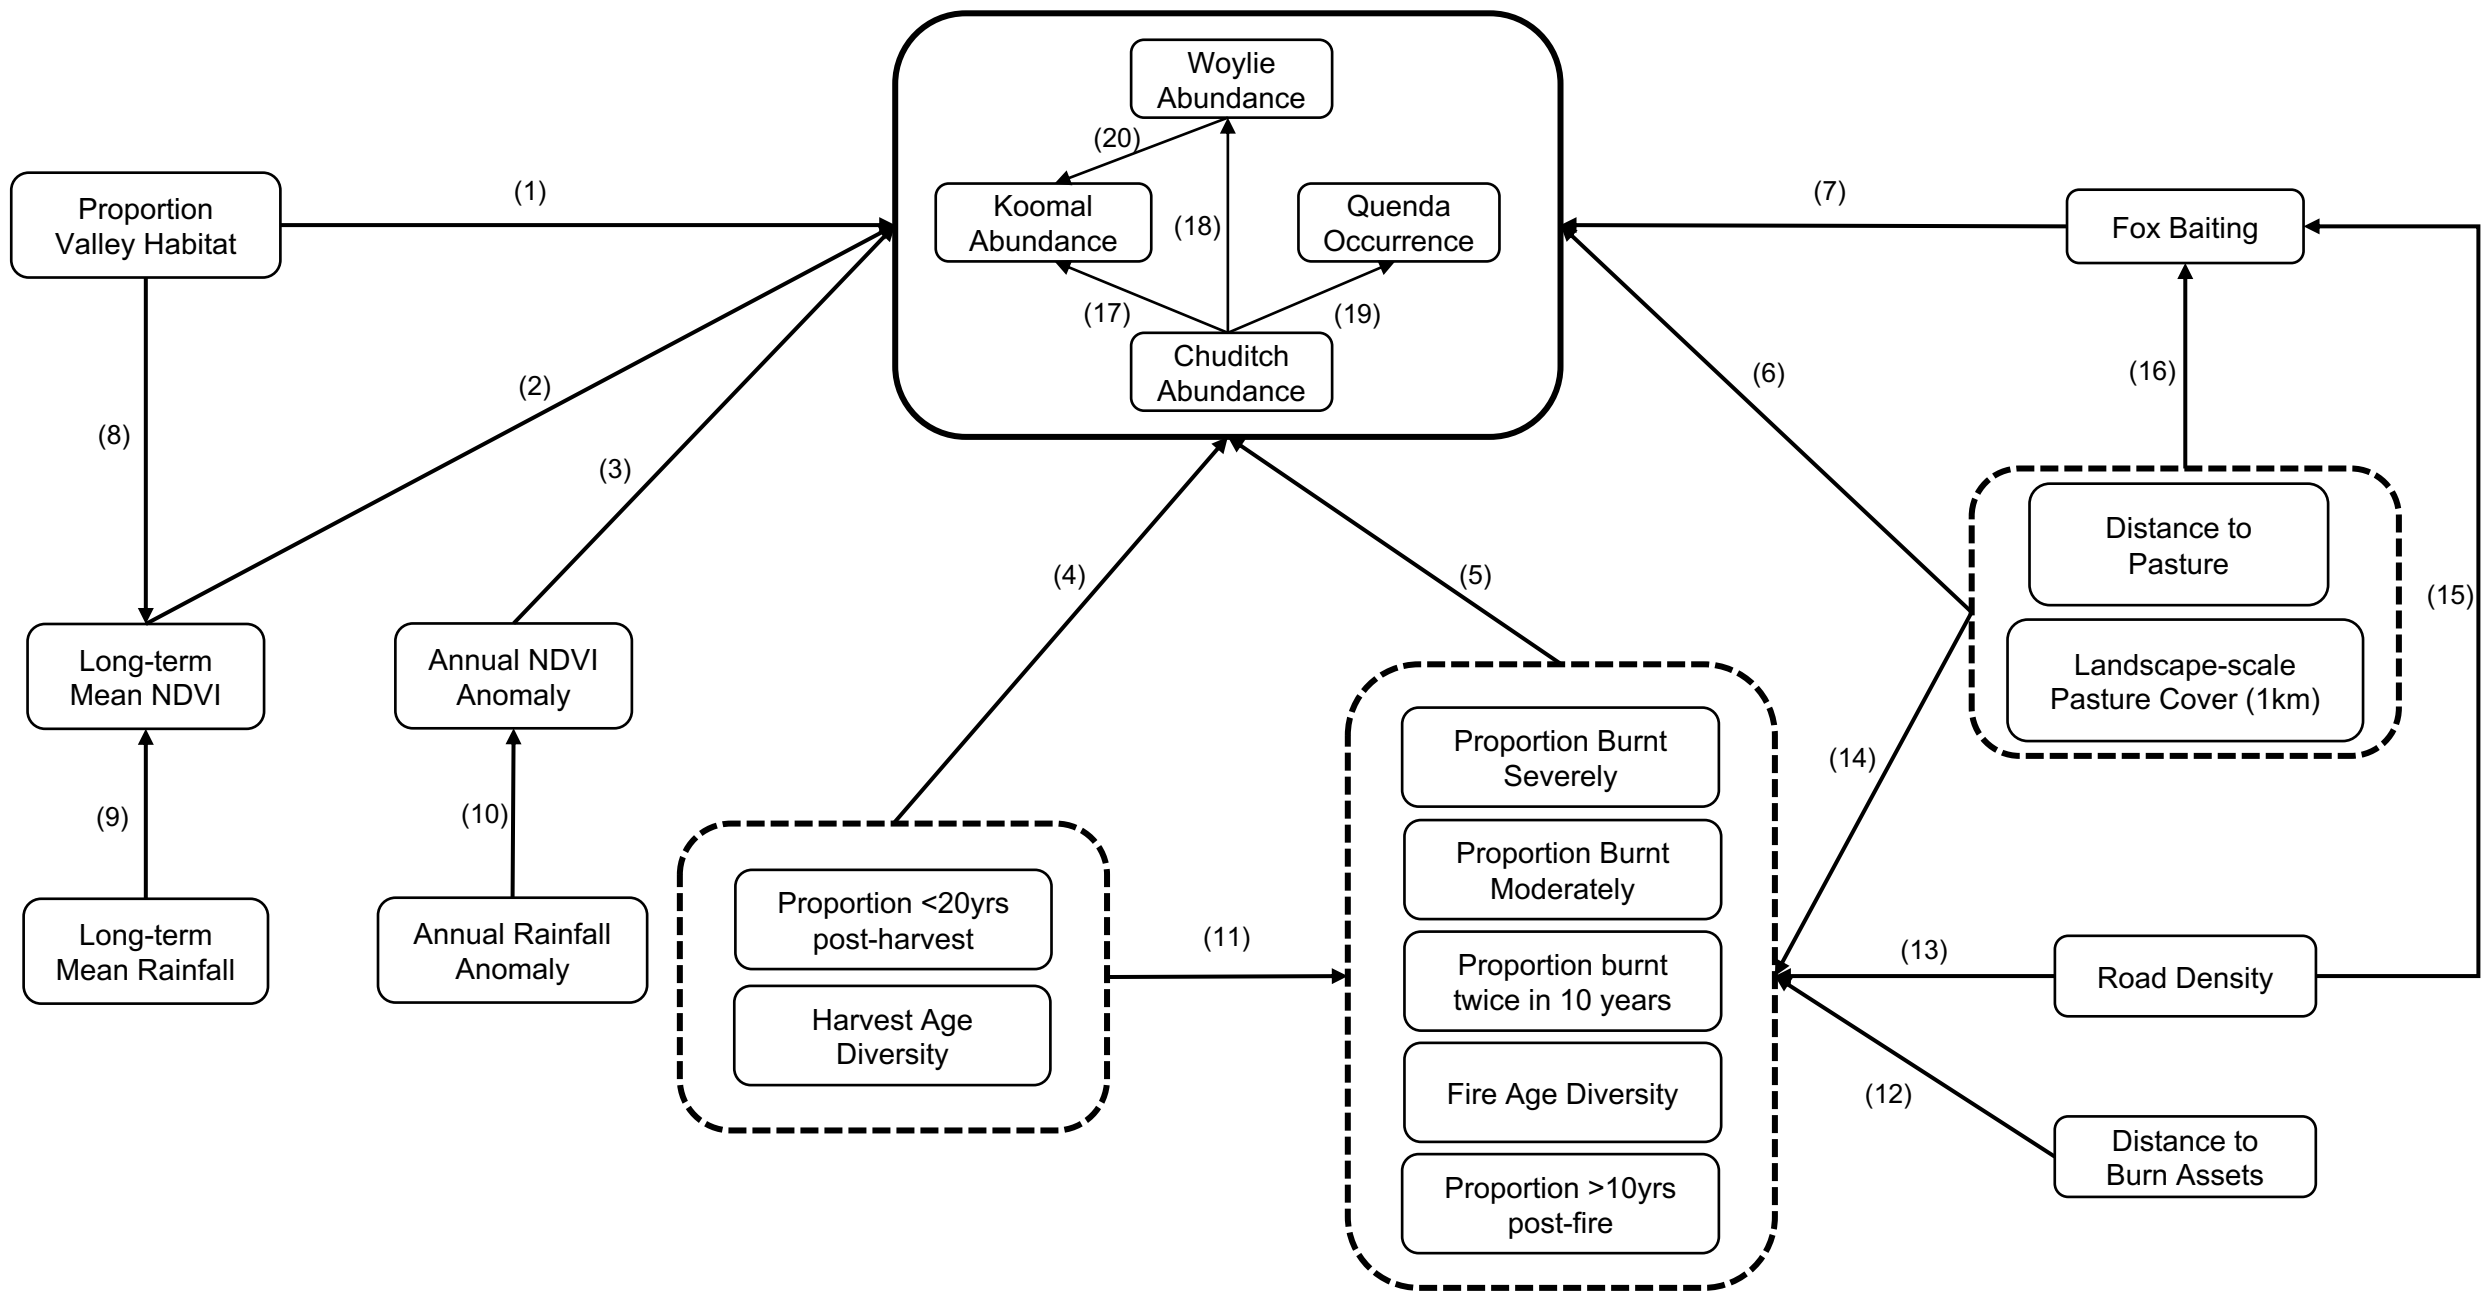 Woylie
Abundance
(20)
Koomal
Abundance
(18)
Quenda
Occurrence
(17)
(19)
Chuditch
Abundance
Proportion
Valley Habitat
(1)
(7)
Fox Baiting
(2)
(3)
(8)
(6)
(16)
(4)
(5)
(15)
Distance to
Pasture
Landscape-scale
Pasture Cover (1km)
Long-term
Mean NDVI
Annual NDVI
Anomaly
(9)
(10)
(14)
Long-term
Mean Rainfall
Annual Rainfall
Anomaly
Proportion <20yrs
post-harvest
Harvest Age
Diversity
(11)
Proportion Burnt
Severely
Proportion Burnt
Moderately
Proportion burnt
twice in 10 years
Fire Age Diversity
Proportion >10yrs
post-fire
(13)
Road Density
(12)
Distance to
Burn Assets